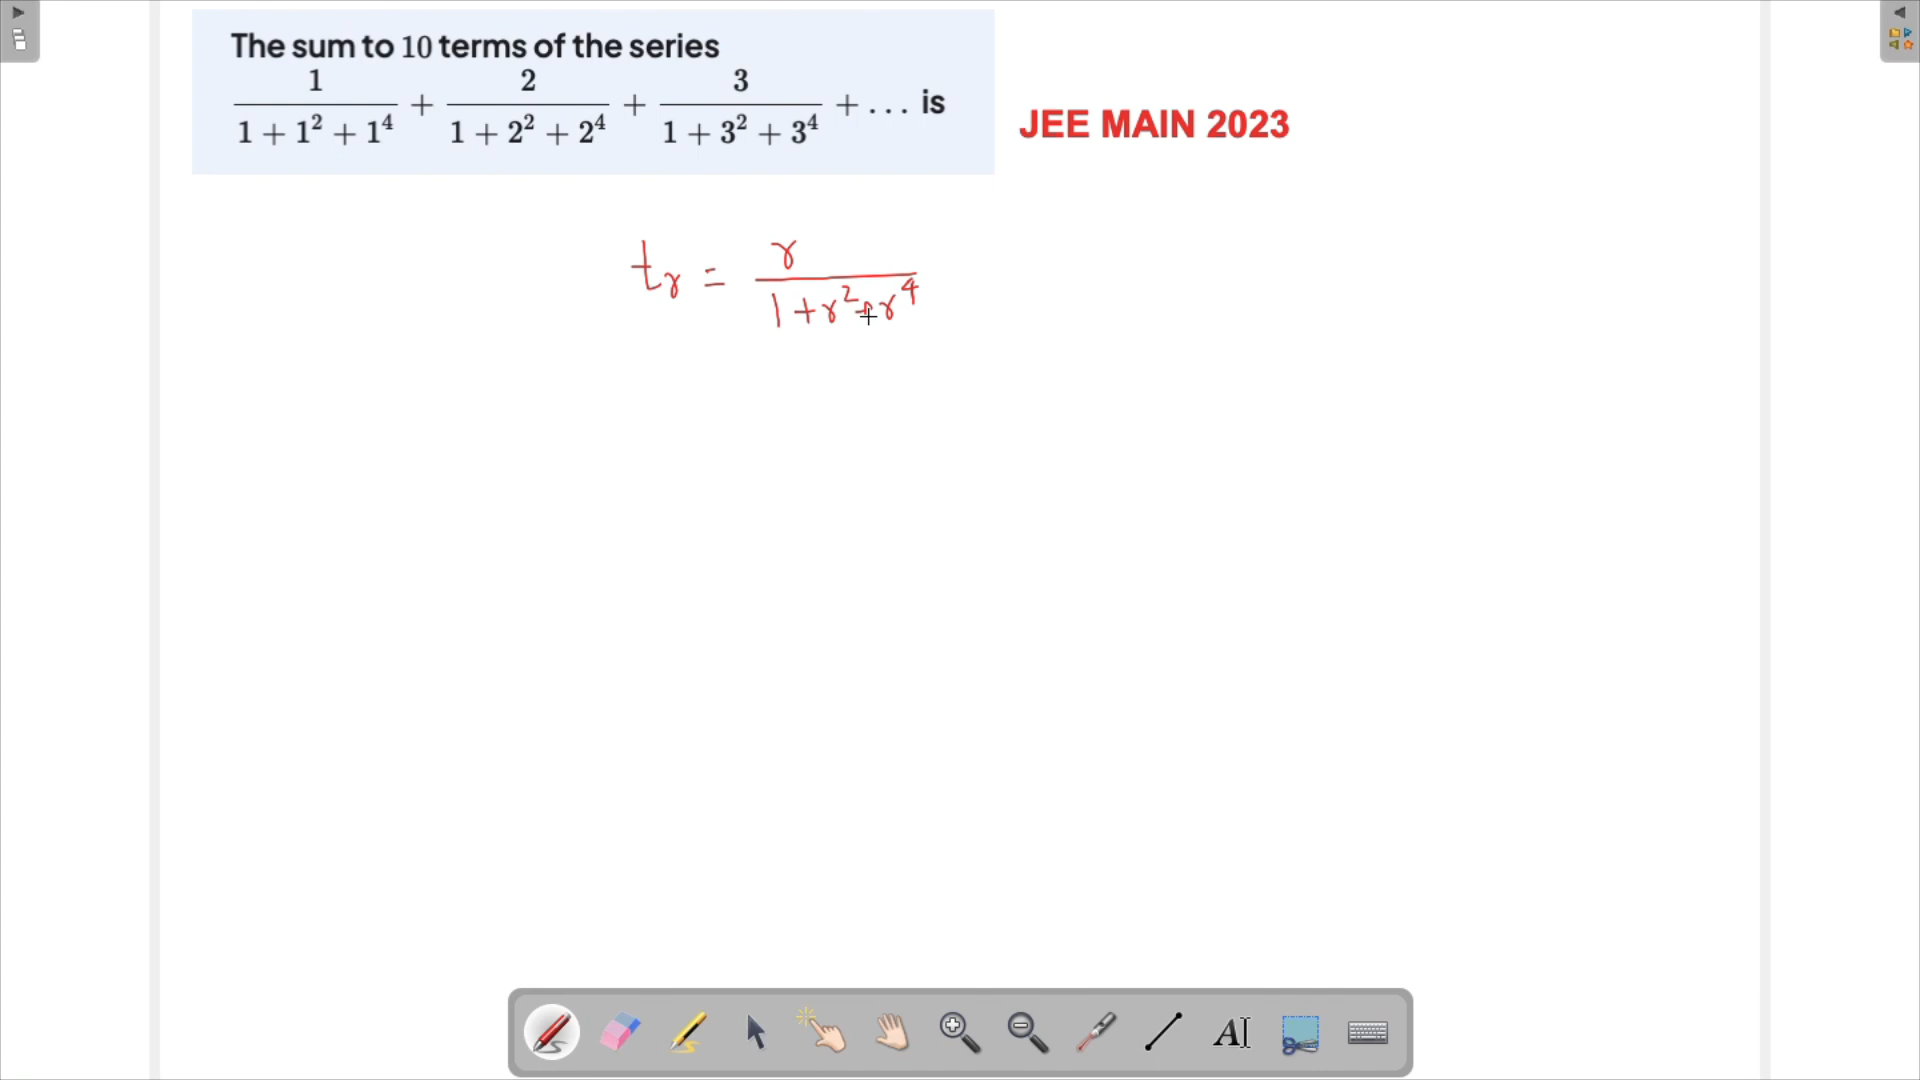 The sum to 10 terms of the series
1/(1 + 1² + 1⁴) + 2/(1 + 2² + 2⁴) + 3/(1 + 3² + 3⁴) + ... is
JEE MAIN 2023
tᵣ = r/(1 + r² + r⁴)